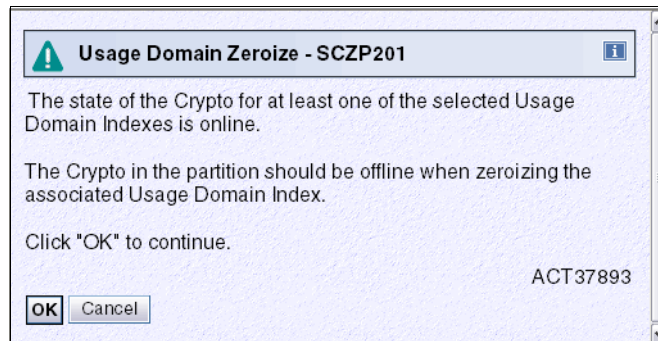 Usage Domain Zeroize - SCZP201
The state of the Crypto for at least one of the selected Usage
Domain Indexes is online.
The Crypto in the partition should be offline when zeroizing the
associated Usage Domain Index.
Click "OK" to continue.
ACT37893
OK Cancel